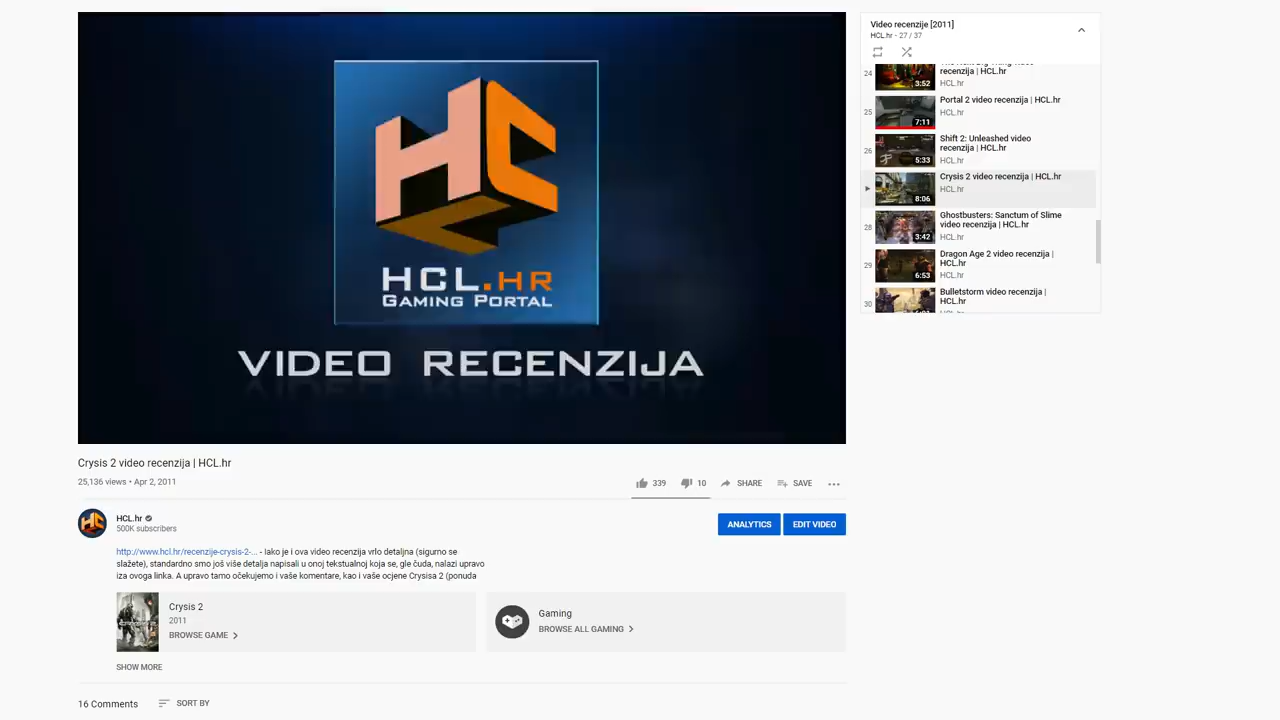 HCL.HR
GAMING PORTAL
VIDEO RECENZIJA
Crysis 2 video recenzija | HCL.hr
25,136 views • Apr 2, 2011
339
10
SHARE
SAVE
HCL.hr
500K subscribers
ANALYTICS
EDIT VIDEO
http://www.hcl.hr/recenzije-crysis-2-... - Iako je i ova video recenzija vrlo detaljna (sigurno se
slažete), standardno smo još više detalja napisali u onoj tekstualnoj koja se, gle čuda, nalazi upravo
iza ovoga linka. A upravo tamo očekujemo i vaše komentare, kao i vaše ocjene Crysisa 2 (ponuda
Crysis 2
2011
BROWSE GAME
Gaming
BROWSE ALL GAMING
SHOW MORE
16 Comments
SORT BY
Video recenzije [2011]
HCL.hr - 27 / 37
24
recenzija | HCL.hr
HCL.hr
3:52
25
Portal 2 video recenzija | HCL.hr
HCL.hr
7:11
26
Shift 2: Unleashed video
recenzija | HCL.hr
HCL.hr
5:33
Crysis 2 video recenzija | HCL.hr
HCL.hr
8:06
28
Ghostbusters: Sanctum of Slime
video recenzija | HCL.hr
HCL.hr
3:42
29
Dragon Age 2 video recenzija |
HCL.hr
HCL.hr
6:53
30
Bulletstorm video recenzija |
HCL.hr